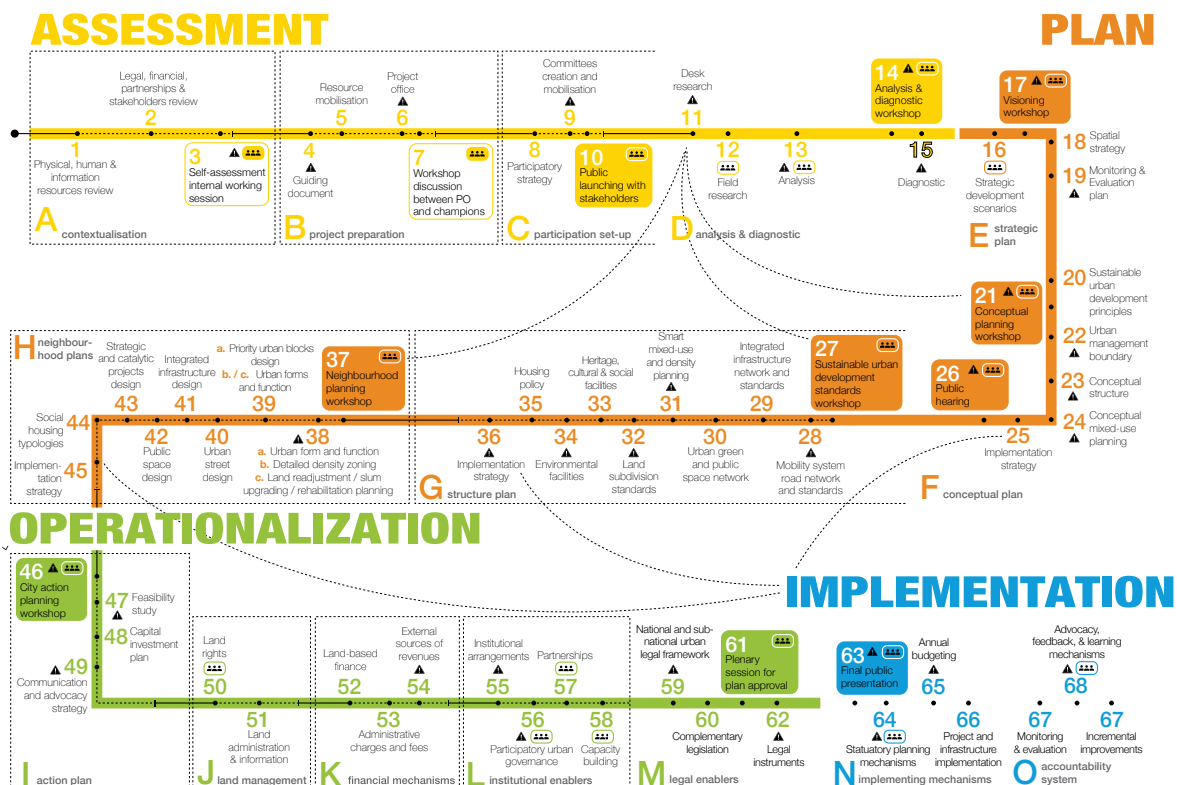 ASSESSMENT
PLAN
Legal, financial,
partnerships &
stakeholders review
2
1
Physical, human &
information
resources review
3
Self-assessment
internal working
session
A contextualisation
Resource
mobilisation
5
Project
office
6
4
Guiding
document
7
Workshop
discussion
between PO
and champions
B project preparation
Committees
creation and
mobilisation
9
8
Participatory
strategy
10
Public
launching with
stakeholders
C participation set-up
Desk
research
11
12
Field
research
13
Analysis
14
Analysis &
diagnostic
workshop
15
Diagnostic
D analysis & diagnostic
17
Visioning
workshop
16
Strategic
development
scenarios
18 Spatial
strategy
19 Monitoring &
Evaluation
plan
E strategic
plan
20 Sustainable
urban
development
principles
21
Conceptual
planning
workshop
22 Urban
management
boundary
23 Conceptual
structure
24 Conceptual
mixed-use
planning
26
Public
hearing
25
Implementation
strategy
F conceptual plan
27
Sustainable urban
development
standards
workshop
28
Mobility system
road network
and standards
Integrated
infrastructure
network and
standards
29
30
Urban green
and public
space network
Smart
mixed-use
and density
planning
31
32
Land
subdivision
standards
Heritage,
cultural & social
facilities
33
34
Environmental
facilities
Housing
policy
35
36
Implementation
strategy
G structure plan
H neighbour-
hood plans
37
Neighbourhood
planning
workshop
38
a. Urban form and function
b. Detailed density zoning
c. Land readjustment / slum
upgrading / rehabilitation planning
a. Priority urban blocks
design
b. / c. Urban forms
and function
39
40
Urban
street
design
Integrated
infrastructure
design
41
42
Public
space
design
Strategic
and catalytic
projects
design
43
Social
housing
typologies
44
Implemen-
tation
strategy
45
OPERATIONALIZATION
46
City action
planning
workshop
47 Feasibility
study
48 Capital
investment
plan
49
Communication
and advocacy
strategy
I action plan
Land
rights
50
51
Land
administration
& information
J land management
Land-based
finance
52
53
Administrative
charges and fees
External
sources of
revenues
54
K financial mechanisms
Institutional
arrangements
55
56
Participatory urban
governance
Partnerships
57
58
Capacity
building
L institutional enablers
National and sub-
national urban
legal framework
59
60
Complementary
legislation
61
Plenary
session for
plan approval
62
Legal
instruments
M legal enablers
IMPLEMENTATION
63
Final public
presentation
64
Statuatory planning
mechanisms
Annual
budgeting
65
66
Project and
infrastructure
implementation
N implementing mechanisms
Advocacy,
feedback, & learning
mechanisms
68
67
Monitoring
& evaluation
67
Incremental
improvements
O accountability
system